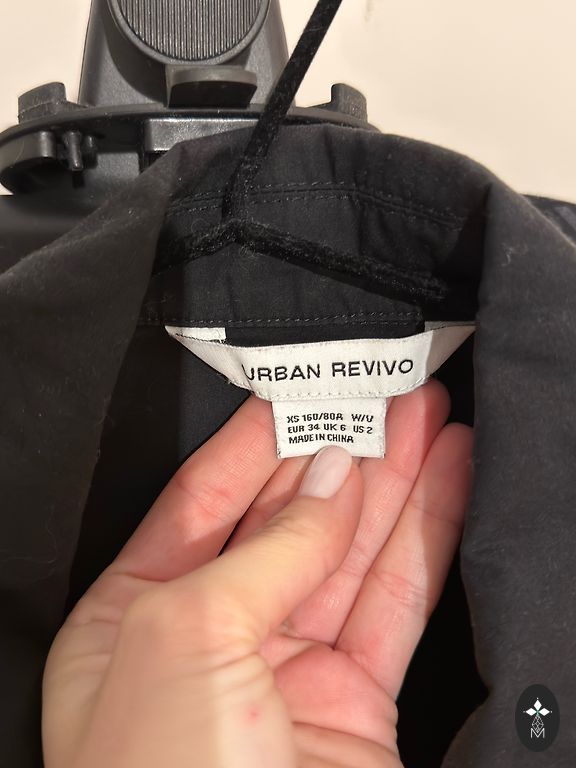 URBAN REVIVO
XS 160/80A W/V
EUR 34 UK 6 US 2
MADE IN CHINA
M